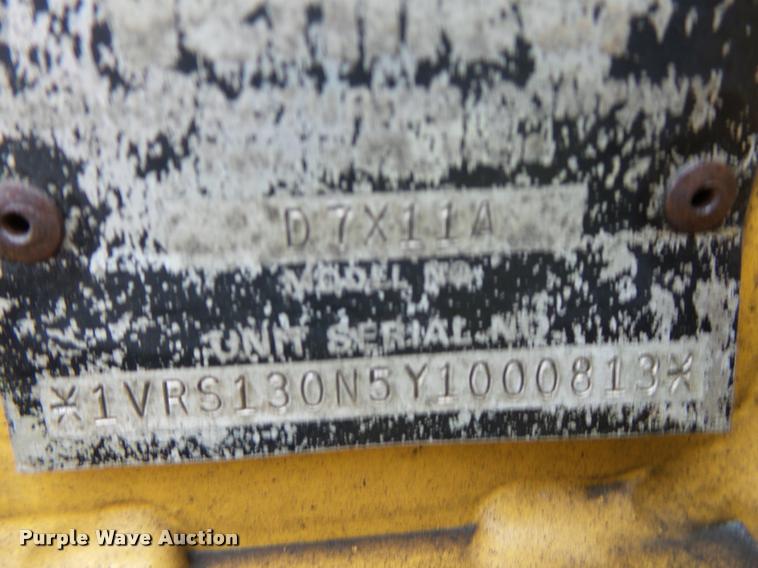 D7X11A
MODEL NO.
UNIT SERIAL NO.
*1VRS130N5Y1000813*
Purple Wave Auction